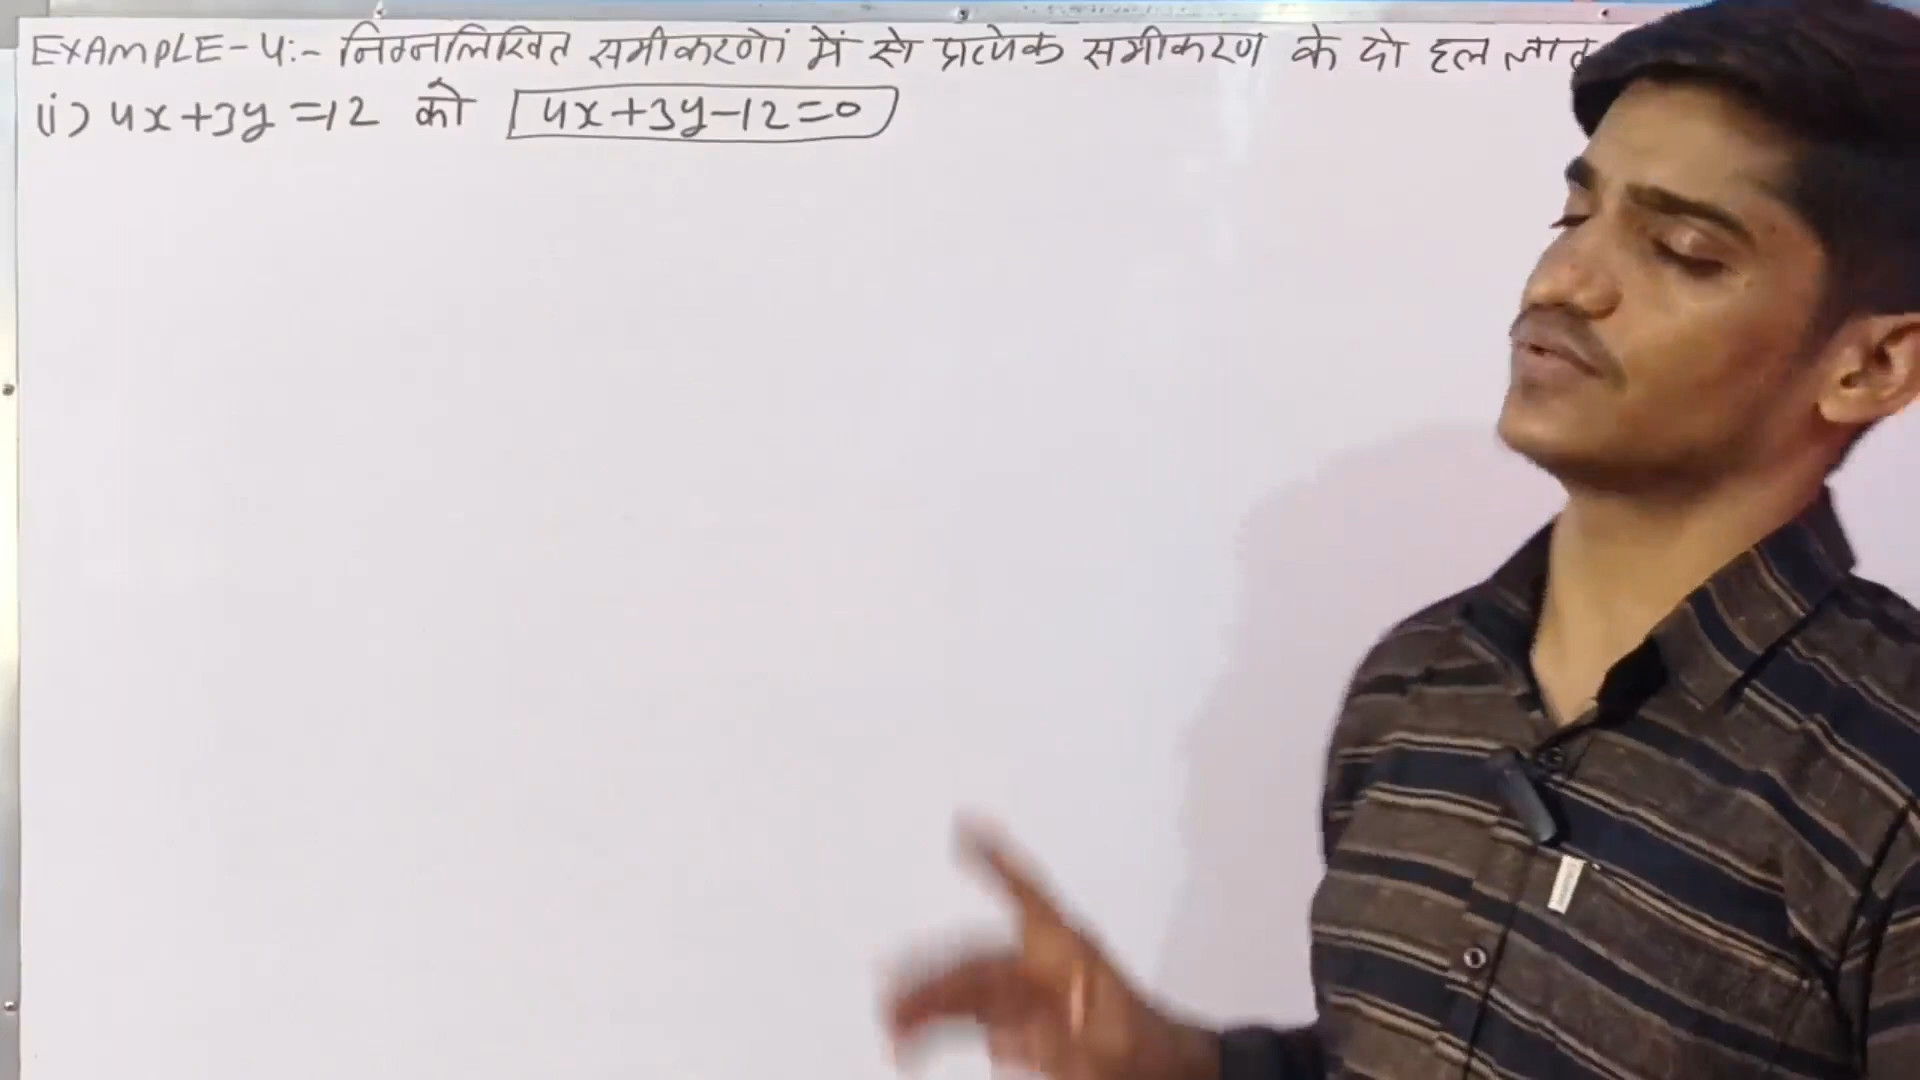 EXAMPLE-4:- निम्नलिखित समीकरणों में से प्रत्येक समीकरण के दो हल
(i) 4x+3y=12 को 4x+3y-12=0